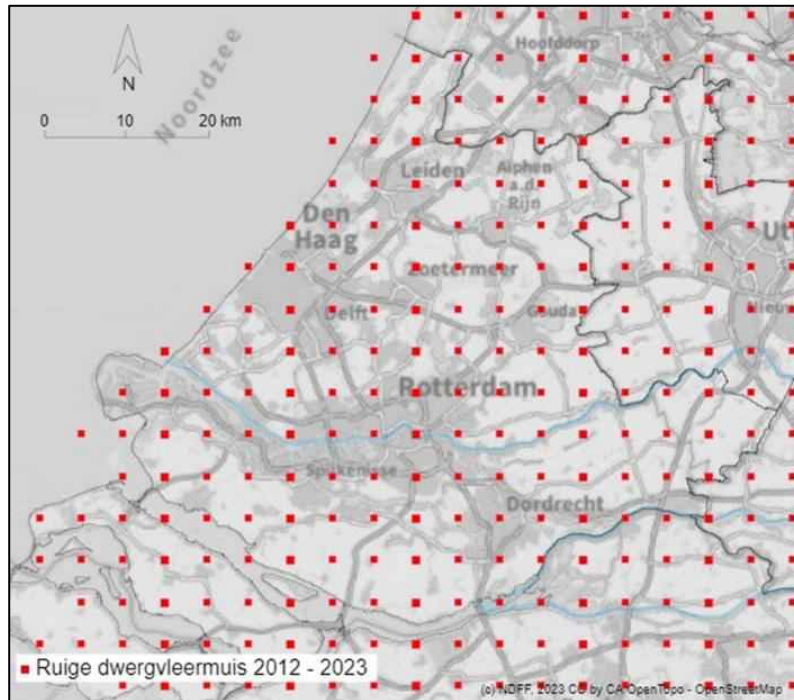 Noordzee
N
0 10 20 km
Hoofddorp
Leiden
Alphen
a.d.
Rijn
Den
Haag
Zoetermeer
Delft
Gouda
Rotterdam
Spijkenisse
Dordrecht
Ruige dwergvleermuis 2012 - 2023
(c) NDFF, 2023 CC by CA OpenTopo - OpenStreetMap